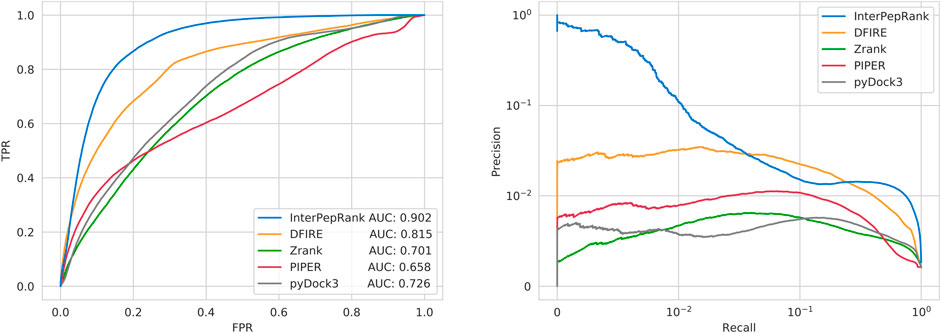 1.0
0.8
0.6
0.4
0.2
0.0
TPR
0.0 0.2 0.4 0.6 0.8 1.0
FPR
InterPepRank AUC: 0.902
DFIRE AUC: 0.815
Zrank AUC: 0.701
PIPER AUC: 0.658
pyDock3 AUC: 0.726
10⁰
10⁻¹
10⁻²
0
Precision
0 10⁻² 10⁻¹ 10⁰
Recall
InterPepRank
DFIRE
Zrank
PIPER
pyDock3